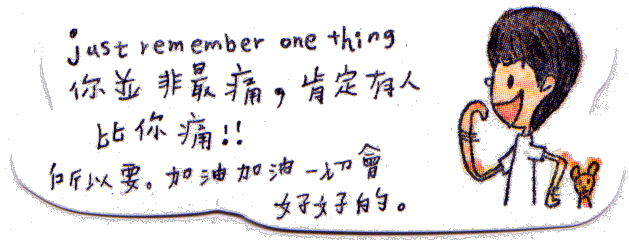 just remember one thing
你並非最痛，肯定有人
比你痛!!
所以要。加油加油一切會
好好的。